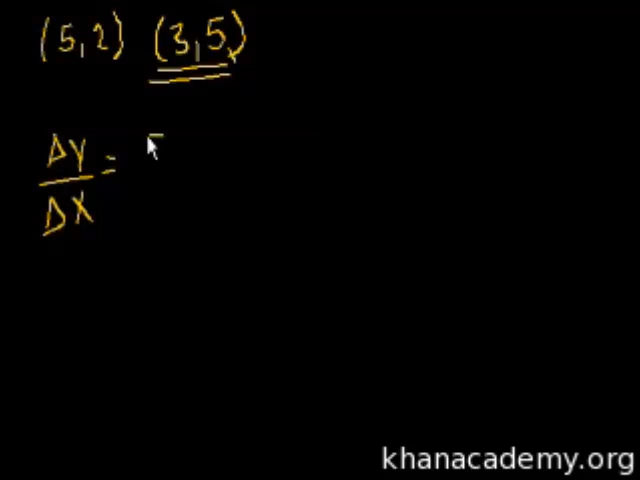 (5,2) (3,5)
Δy
=
Δx
khanacademy.org